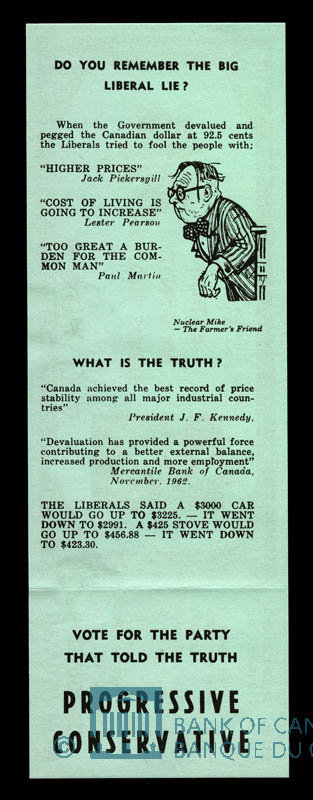 DO YOU REMEMBER THE BIG
LIBERAL LIE?
When the Government devalued and
pegged the Canadian dollar at 92.5 cents
the Liberals tried to fool the people with;
"HIGHER PRICES"
Jack Pickersgill
"COST OF LIVING IS
GOING TO INCREASE"
Lester Pearson
"TOO GREAT A BUR-
DEN FOR THE COM-
MON MAN"
Paul Martin
Nuclear Mike
— The Farmer's Friend
WHAT IS THE TRUTH?
"Canada achieved the best record of price
stability among all major industrial coun-
tries"
President J. F. Kennedy.
"Devaluation has provided a powerful force
contributing to a better external balance,
increased production and more employment"
Mercantile Bank of Canada,
November, 1962.
THE LIBERALS SAID A $3000 CAR
WOULD GO UP TO $3225. — IT WENT
DOWN TO $2991. A $425 STOVE WOULD
GO UP TO $456.88 — IT WENT DOWN
TO $423.30.
VOTE FOR THE PARTY
THAT TOLD THE TRUTH
PROGRESSIVE
CONSERVATIVE
© BANK OF CAN
BANQUE DU C